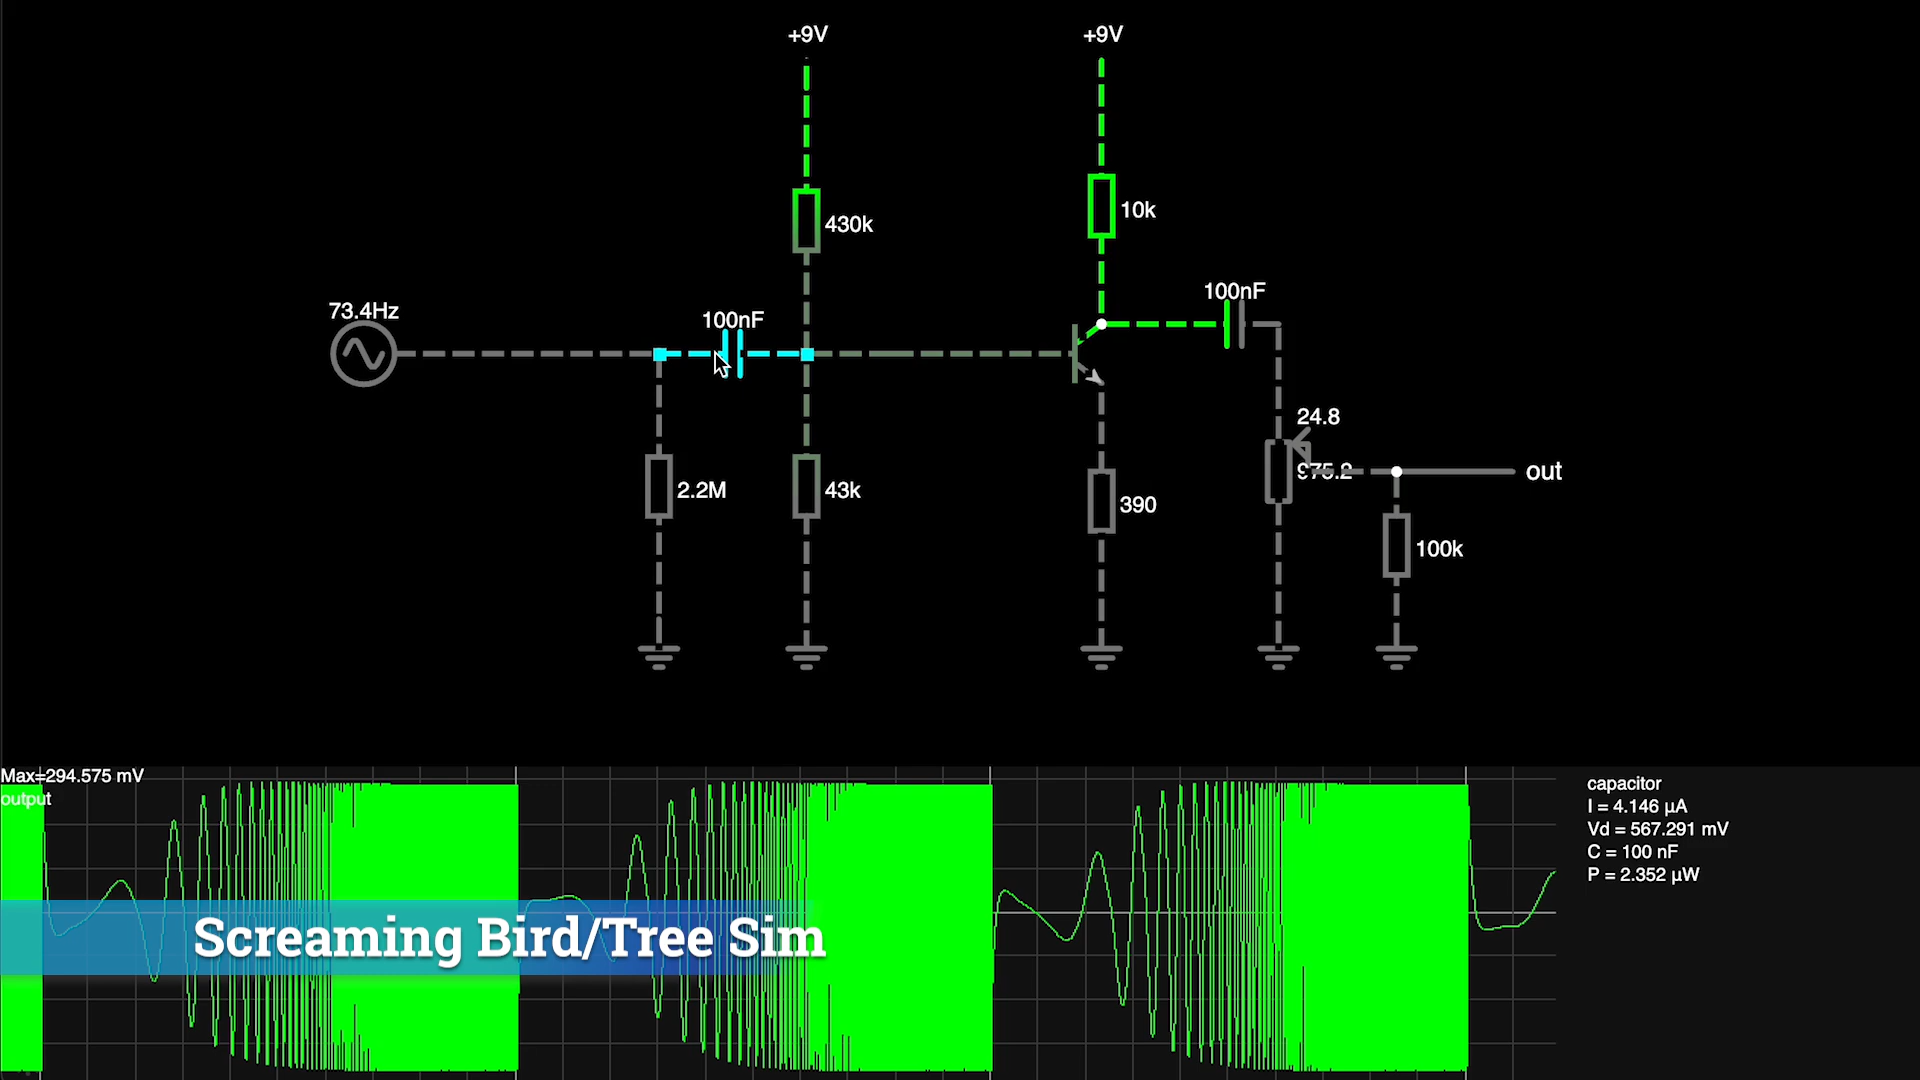 +9V
+9V
430k
10k
73.4Hz
100nF
100nF
24.8
975.2
out
2.2M
43k
390
100k
Max=294.575 mV
output
capacitor
I = 4.146 µA
Vd = 567.291 mV
C = 100 nF
P = 2.352 µW
Screaming Bird/Tree Sim